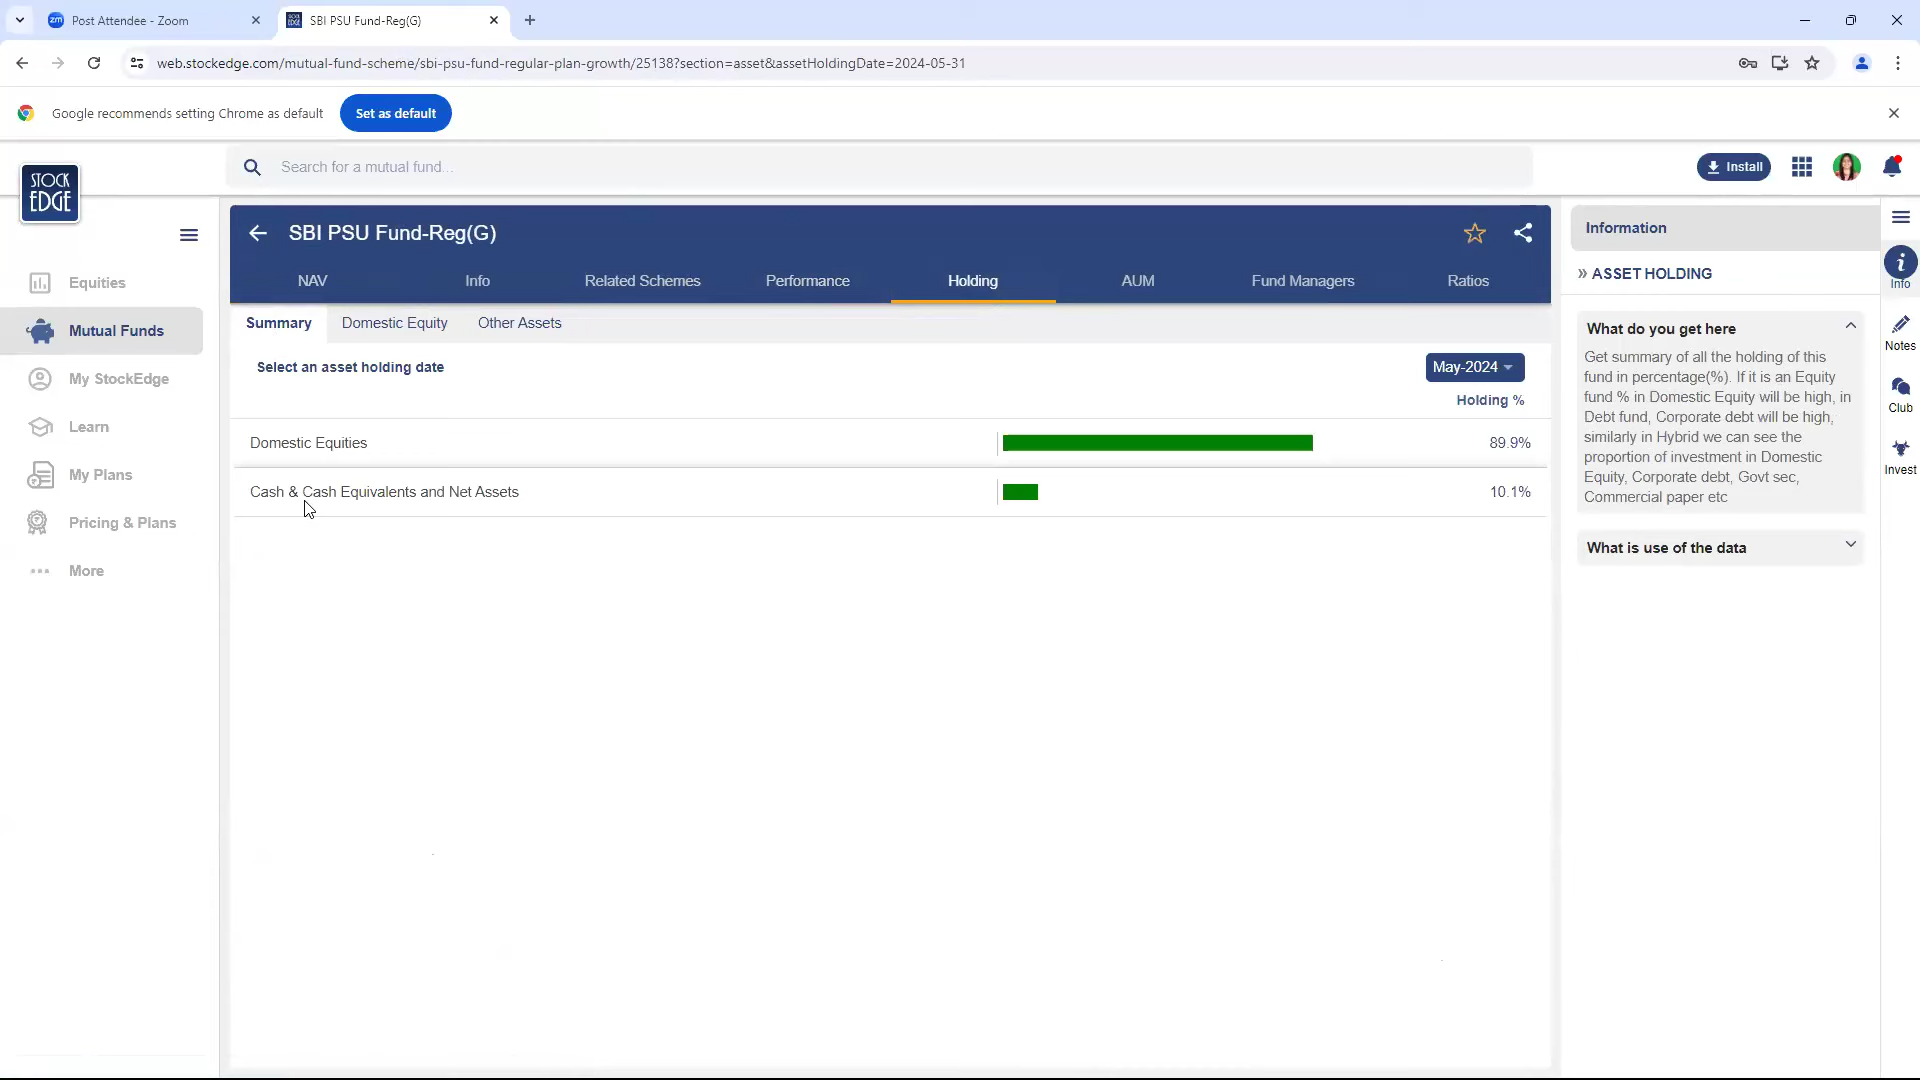 Post Attendee - Zoom
SBI PSU Fund-Reg(G)
web.stockedge.com/mutual-fund-scheme/sbi-psu-fund-regular-plan-growth/25138?section=asset&assetHoldingDate=2024-05-31
Google recommends setting Chrome as default
Set as default
STOCK
EDGE
Search for a mutual fund...
Install
Equities
Mutual Funds
My StockEdge
Learn
My Plans
Pricing & Plans
More
SBI PSU Fund-Reg(G)
NAV
Info
Related Schemes
Performance
Holding
AUM
Fund Managers
Ratios
Summary
Domestic Equity
Other Assets
Select an asset holding date
May-2024
Holding %
Domestic Equities
89.9%
Cash & Cash Equivalents and Net Assets
10.1%
Information
» ASSET HOLDING
What do you get here
Get summary of all the holding of this
fund in percentage(%). If it is an Equity
fund % in Domestic Equity will be high, in
Debt fund, Corporate debt will be high,
similarly in Hybrid we can see the
proportion of investment in Domestic
Equity, Corporate debt, Govt sec,
Commercial paper etc
What is use of the data
Info
Notes
Club
Invest